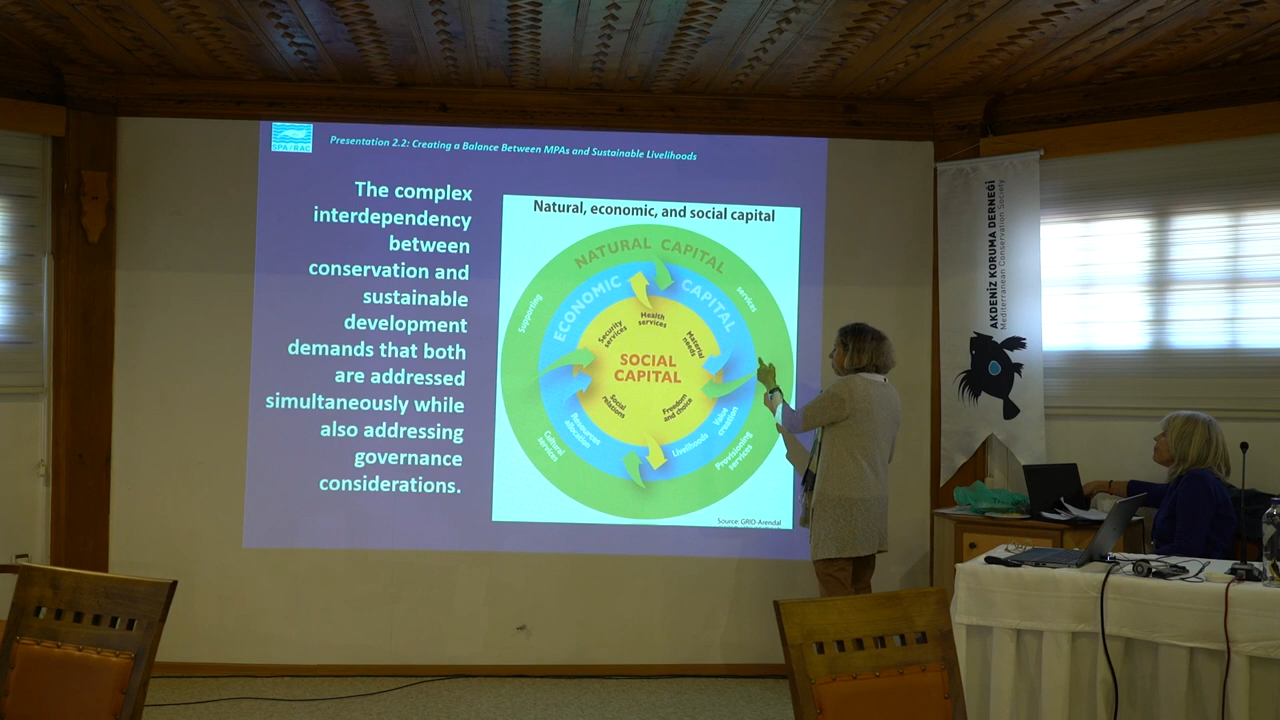 SPA/RAC
Presentation 2.2: Creating a Balance Between MPAs and Sustainable Livelihoods
The complex
interdependency
between
conservation and
sustainable
development
demands that both
are addressed
simultaneously while
also addressing
governance
considerations.
Natural, economic, and social capital
NATURAL CAPITAL
Supporting
services
ECONOMIC CAPITAL
Security
services
Health
services
Material
needs
SOCIAL
CAPITAL
Social
relations
Freedom
and choice
Resources
allocation
Livelihoods
Value
creation
Cultural
services
Provisioning
services
Source: GRID-Arendal
AKDENİZ KORUMA DERNEĞİ
Mediterranean Conservation Society